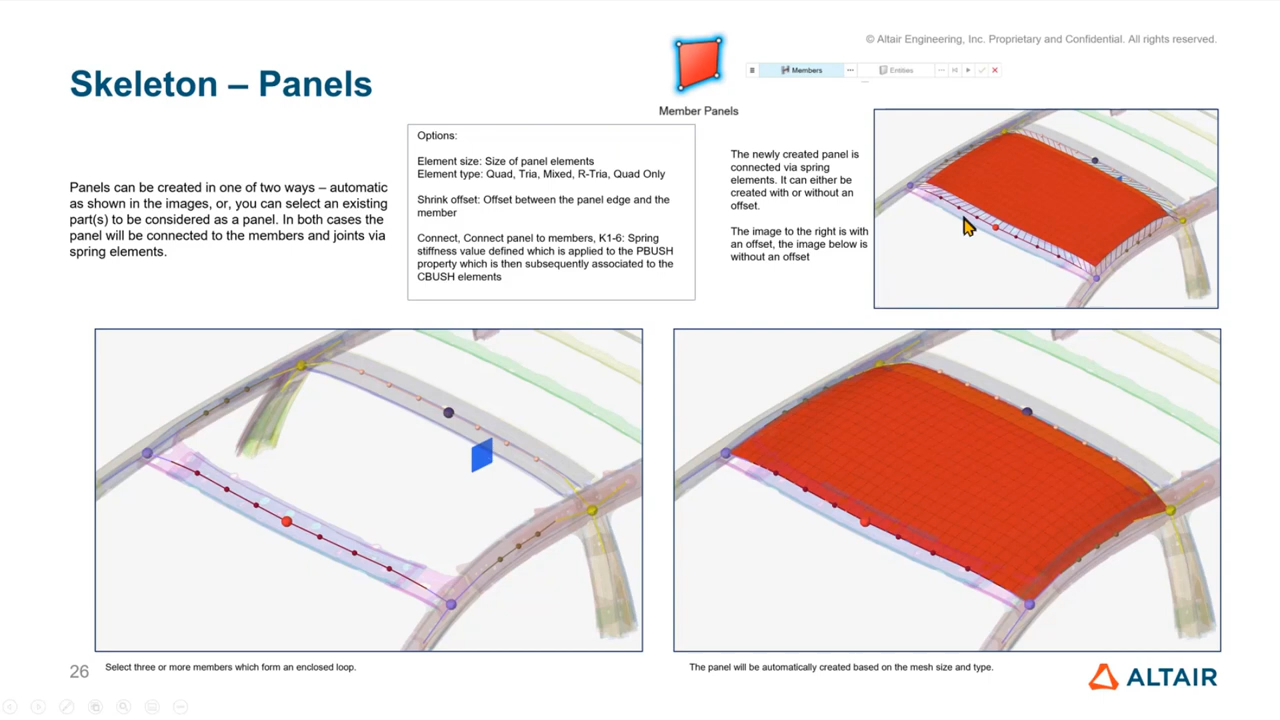 © Altair Engineering, Inc. Proprietary and Confidential. All rights reserved.
Skeleton – Panels
Members
Entities
Member Panels
Panels can be created in one of two ways – automatic
as shown in the images, or, you can select an existing
part(s) to be considered as a panel. In both cases the
panel will be connected to the members and joints via
spring elements.
Options:
Element size: Size of panel elements
Element type: Quad, Tria, Mixed, R-Tria, Quad Only
Shrink offset: Offset between the panel edge and the
member
Connect, Connect panel to members, K1-6: Spring
stiffness value defined which is applied to the PBUSH
property which is then subsequently associated to the
CBUSH elements
The newly created panel is
connected via spring
elements. It can either be
created with or without an
offset.
The image to the right is with
an offset, the image below is
without an offset
26
Select three or more members which form an enclosed loop.
The panel will be automatically created based on the mesh size and type.
ALTAIR